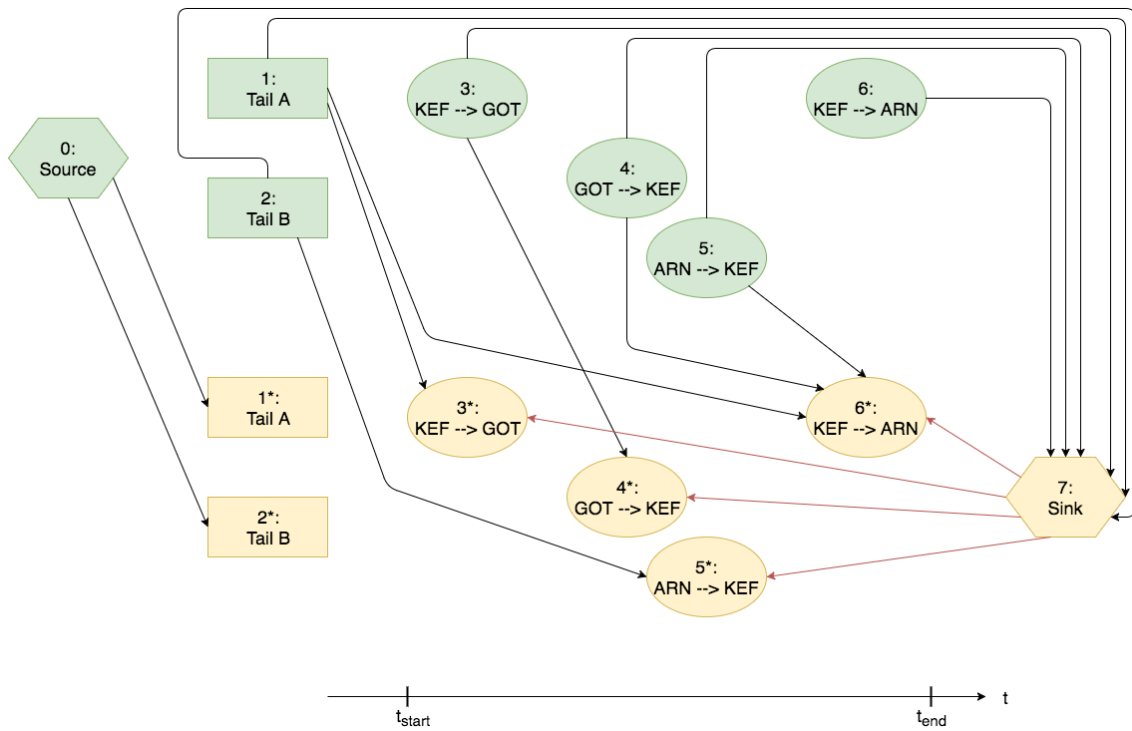 0:
Source
1:
Tail A
2:
Tail B
3:
KEF --> GOT
4:
GOT --> KEF
5:
ARN --> KEF
6:
KEF --> ARN
1*:
Tail A
2*:
Tail B
3*:
KEF --> GOT
4*:
GOT --> KEF
5*:
ARN --> KEF
6*:
KEF --> ARN
7:
Sink
t
tstart
tend